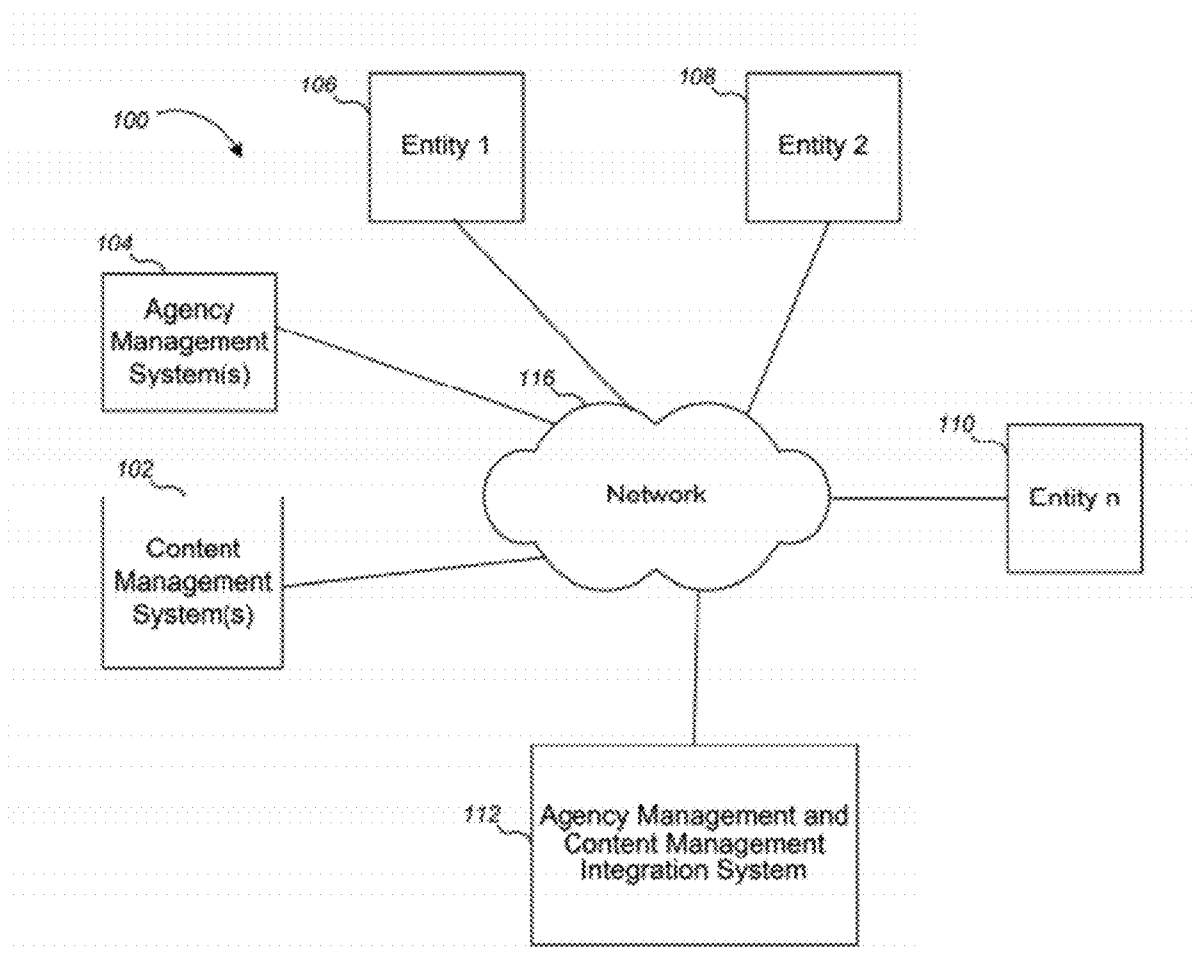 106
108
100
Entity 1
Entity 2
104
Agency
Management
System(s)
116
110
102
Network
Entity n
Content
Management
System(s)
112
Agency Management and
Content Management
Integration System